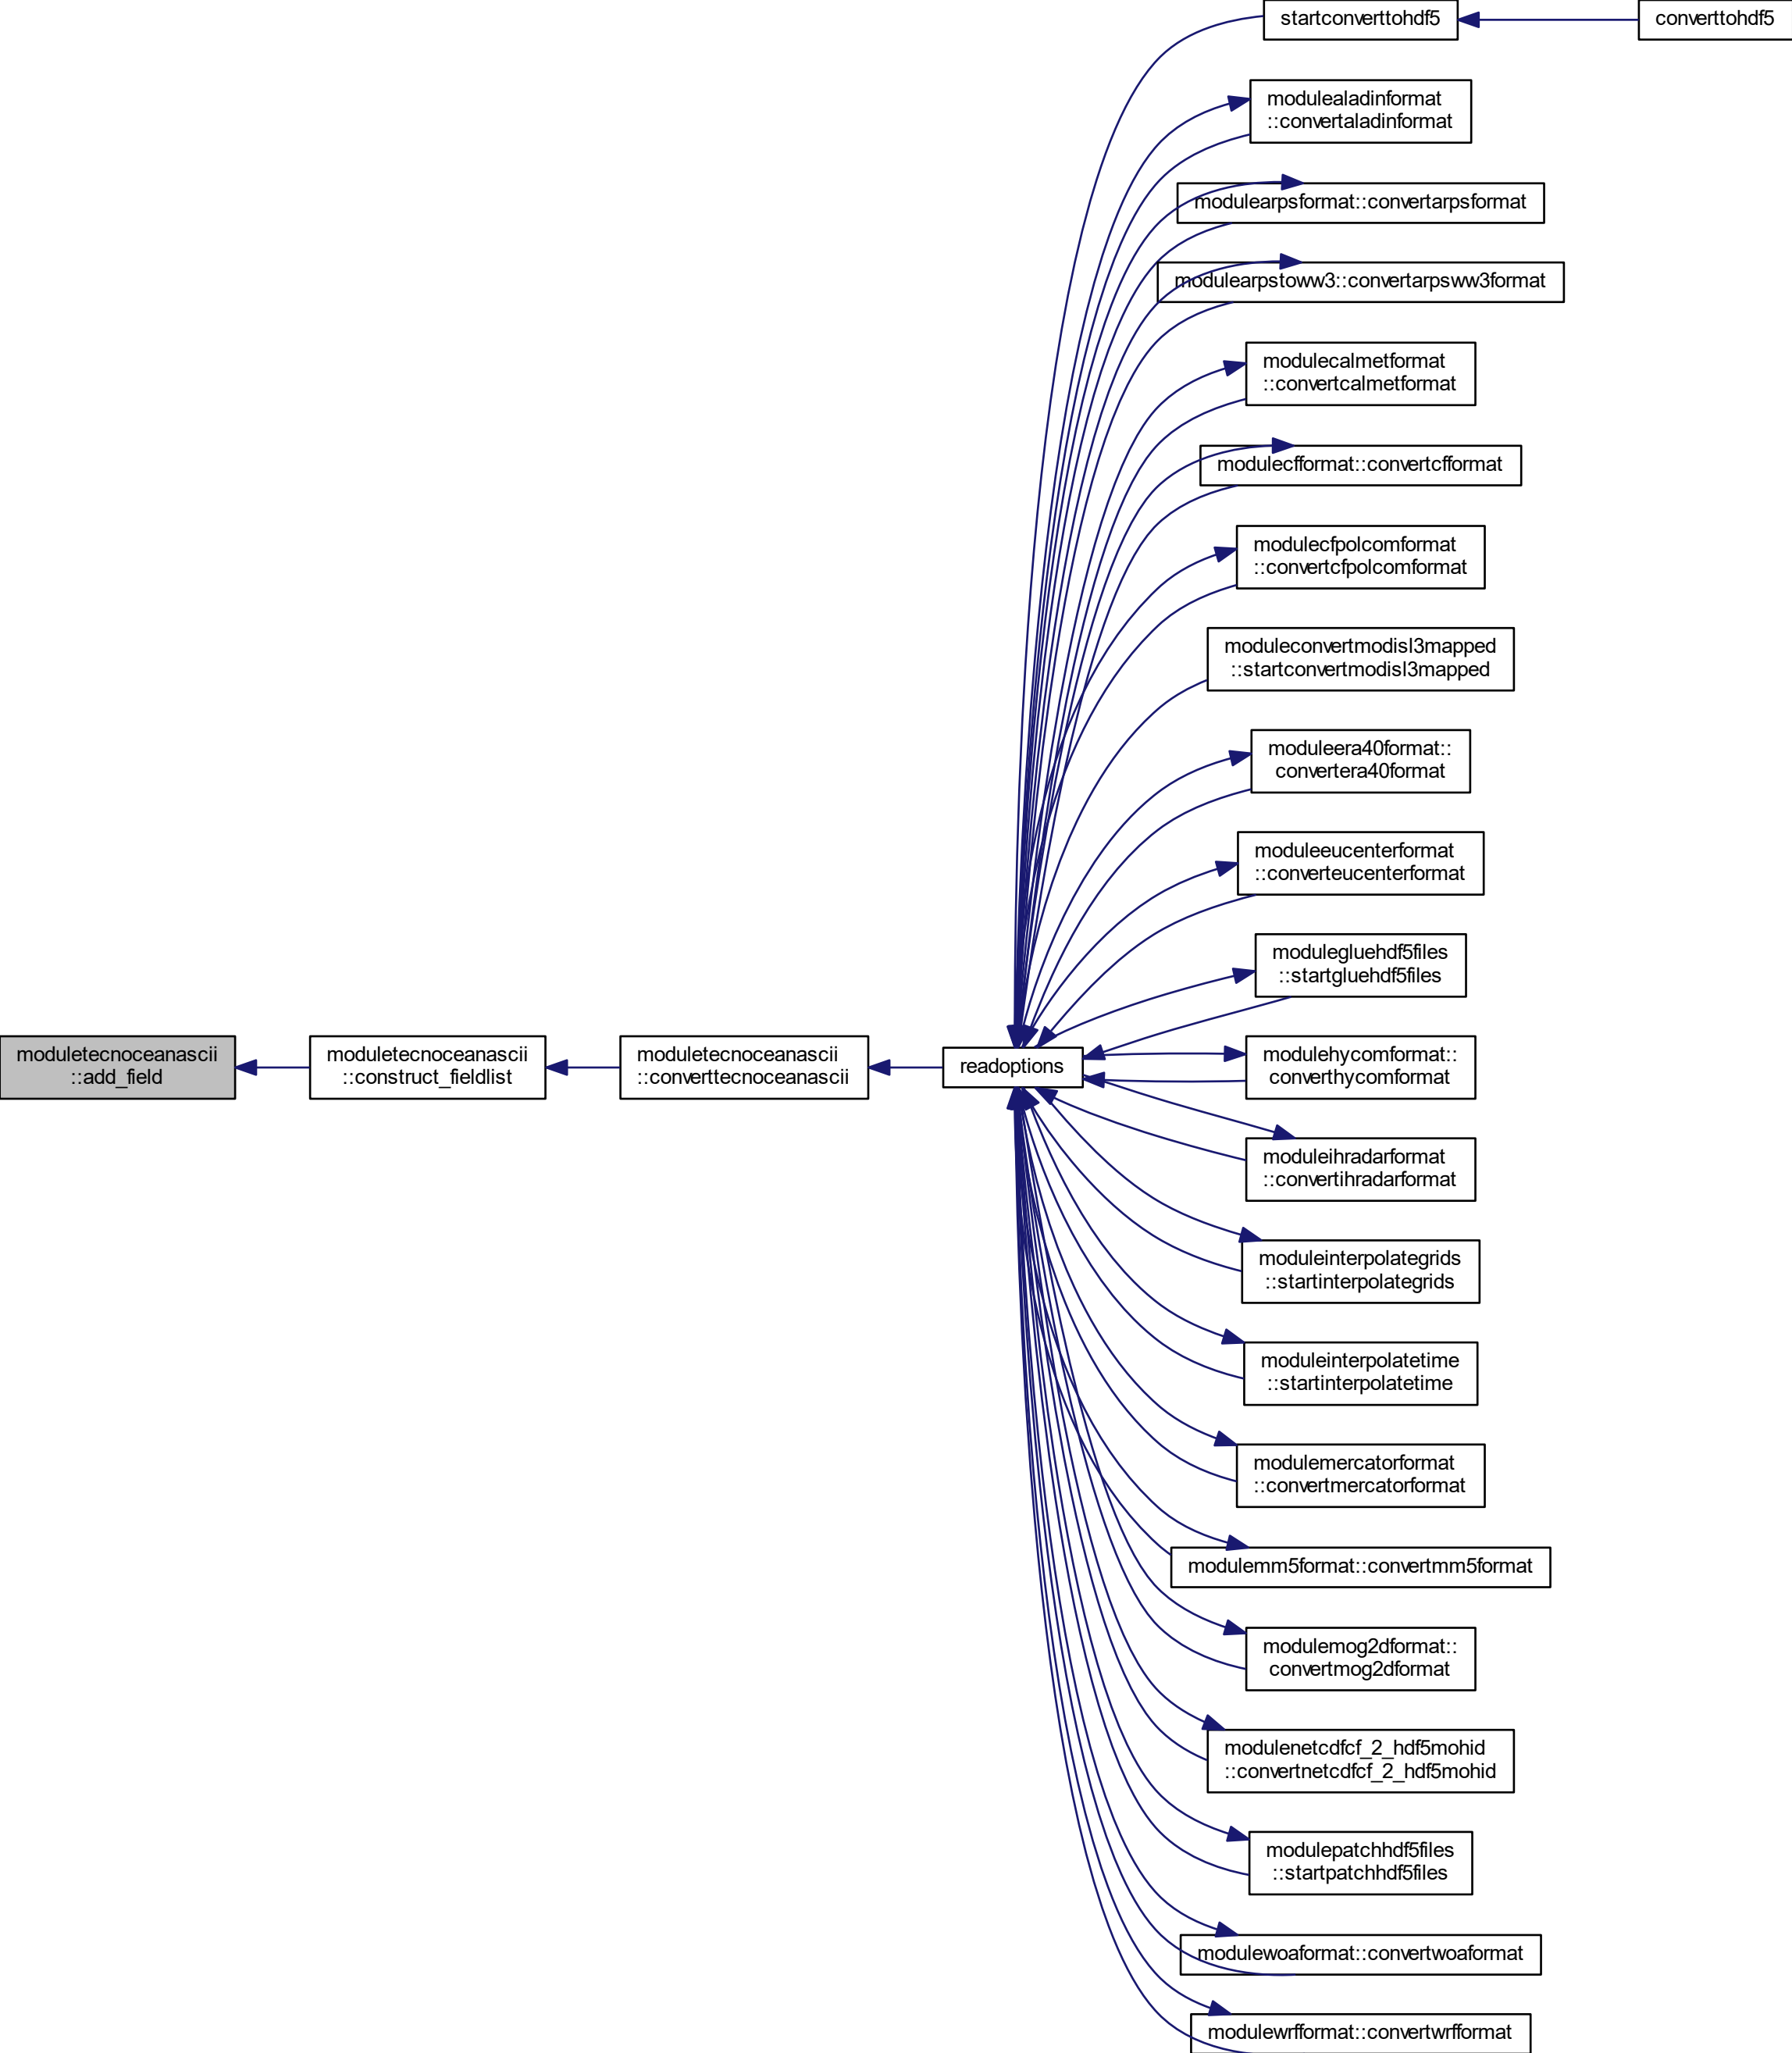 startconverttohdf5
converttohdf5
modulealadinformat
::convertaladinformat
modulearpsformat::convertarpsformat
modulearpstoww3::convertarpsww3format
modulecalmetformat
::convertcalmetformat
modulecfformat::convertcfformat
modulecfpolcomformat
::convertcfpolcomformat
moduleconvertmodisl3mapped
::startconvertmodisl3mapped
moduleera40format::
convertera40format
moduleeucenterformat
::converteucenterformat
modulegluehdf5files
::startgluehdf5files
moduletecnoceanascii
::add_field
moduletecnoceanascii
::construct_fieldlist
moduletecnoceanascii
::converttecnoceanascii
readoptions
modulehycomformat::
converthycomformat
moduleihradarformat
::convertihradarformat
moduleinterpolategrids
::startinterpolategrids
moduleinterpolatetime
::startinterpolatetime
modulemercatorformat
::convertmercatorformat
modulemm5format::convertmm5format
modulemog2dformat::
convertmog2dformat
modulenetcdfcf_2_hdf5mohid
::convertnetcdfcf_2_hdf5mohid
modulepatchhdf5files
::startpatchhdf5files
modulewoaformat::convertwoaformat
modulewrfformat::convertwrfformat